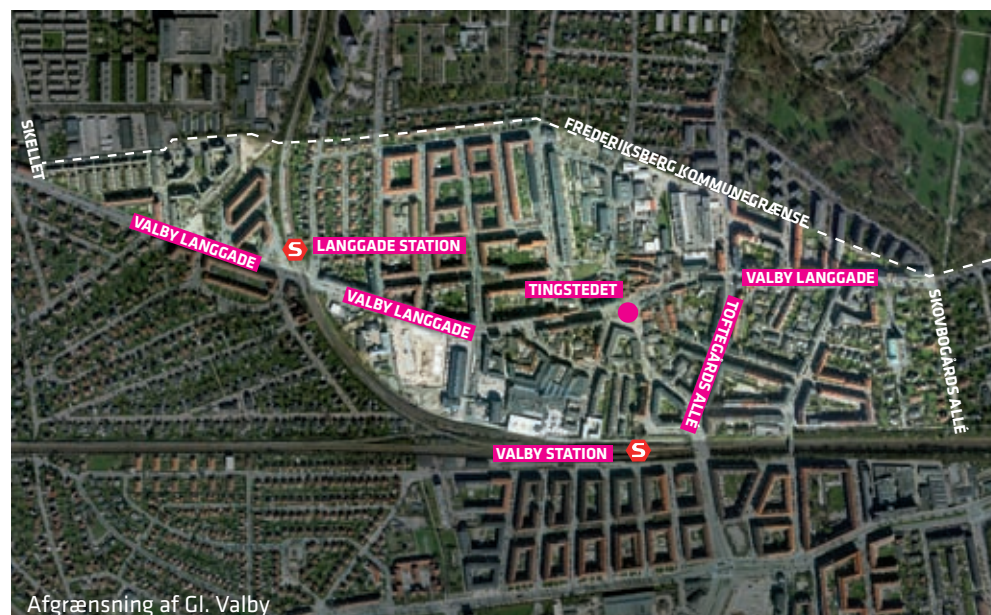 SKELLET
FREDERIKSBERG KOMMUNEGRÆNSE
VALBY LANGGADE
S
LANGGADE STATION
VALBY LANGGADE
TINGSTEDET
VALBY LANGGADE
TOFTEGÅRDS ALLÉ
SKOVBOGÅRDS ALLÉ
VALBY STATION
S
Afgrænsning af Gl. Valby